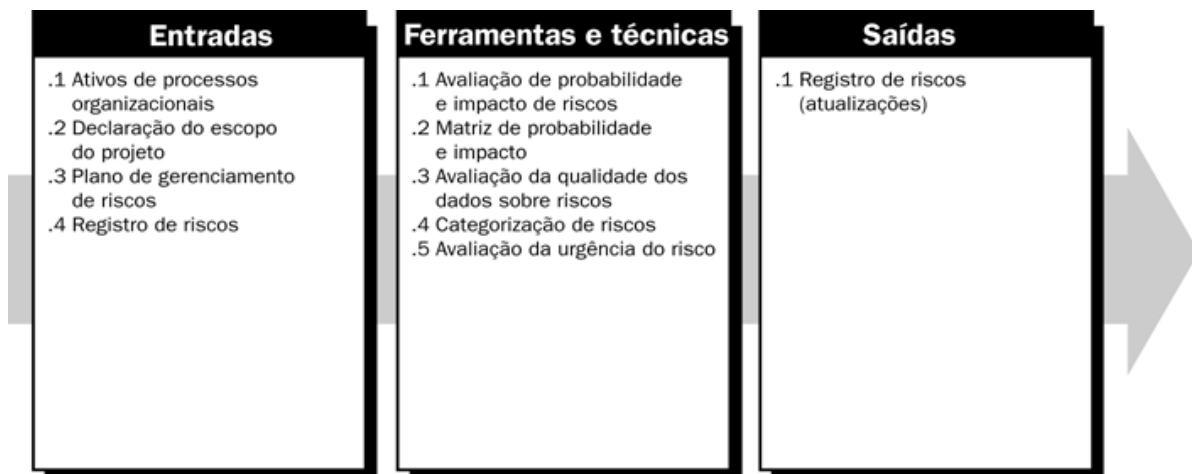 Entradas
.1 Ativos de processos
organizacionais
.2 Declaração do escopo
do projeto
.3 Plano de gerenciamento
de riscos
.4 Registro de riscos
Ferramentas e técnicas
.1 Avaliação de probabilidade
e impacto de riscos
.2 Matriz de probabilidade
e impacto
.3 Avaliação da qualidade dos
dados sobre riscos
.4 Categorização de riscos
.5 Avaliação da urgência do risco
Saídas
.1 Registro de riscos
(atualizações)